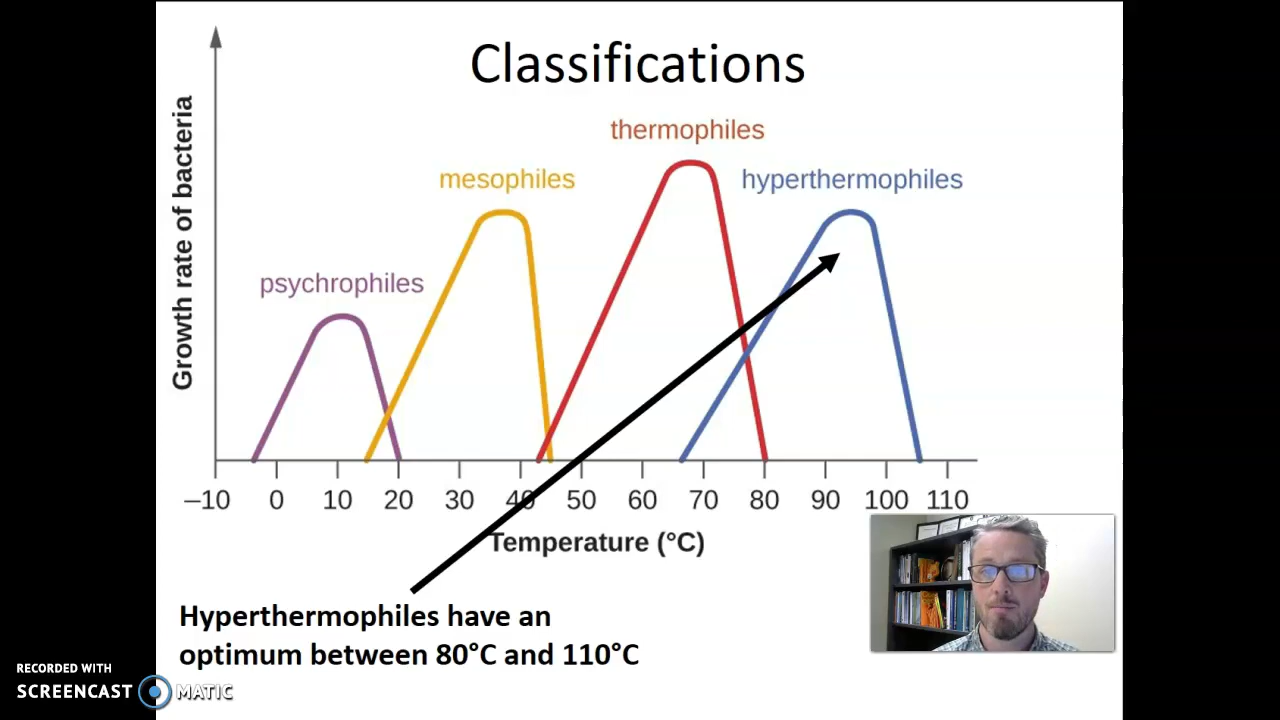 Classifications
thermophiles
mesophiles
hyperthermophiles
psychrophiles
Growth rate of bacteria
–10 0 10 20 30 40 50 60 70 80 90 100 110
Temperature (°C)
Hyperthermophiles have an
optimum between 80°C and 110°C
RECORDED WITH
SCREENCAST MATIC